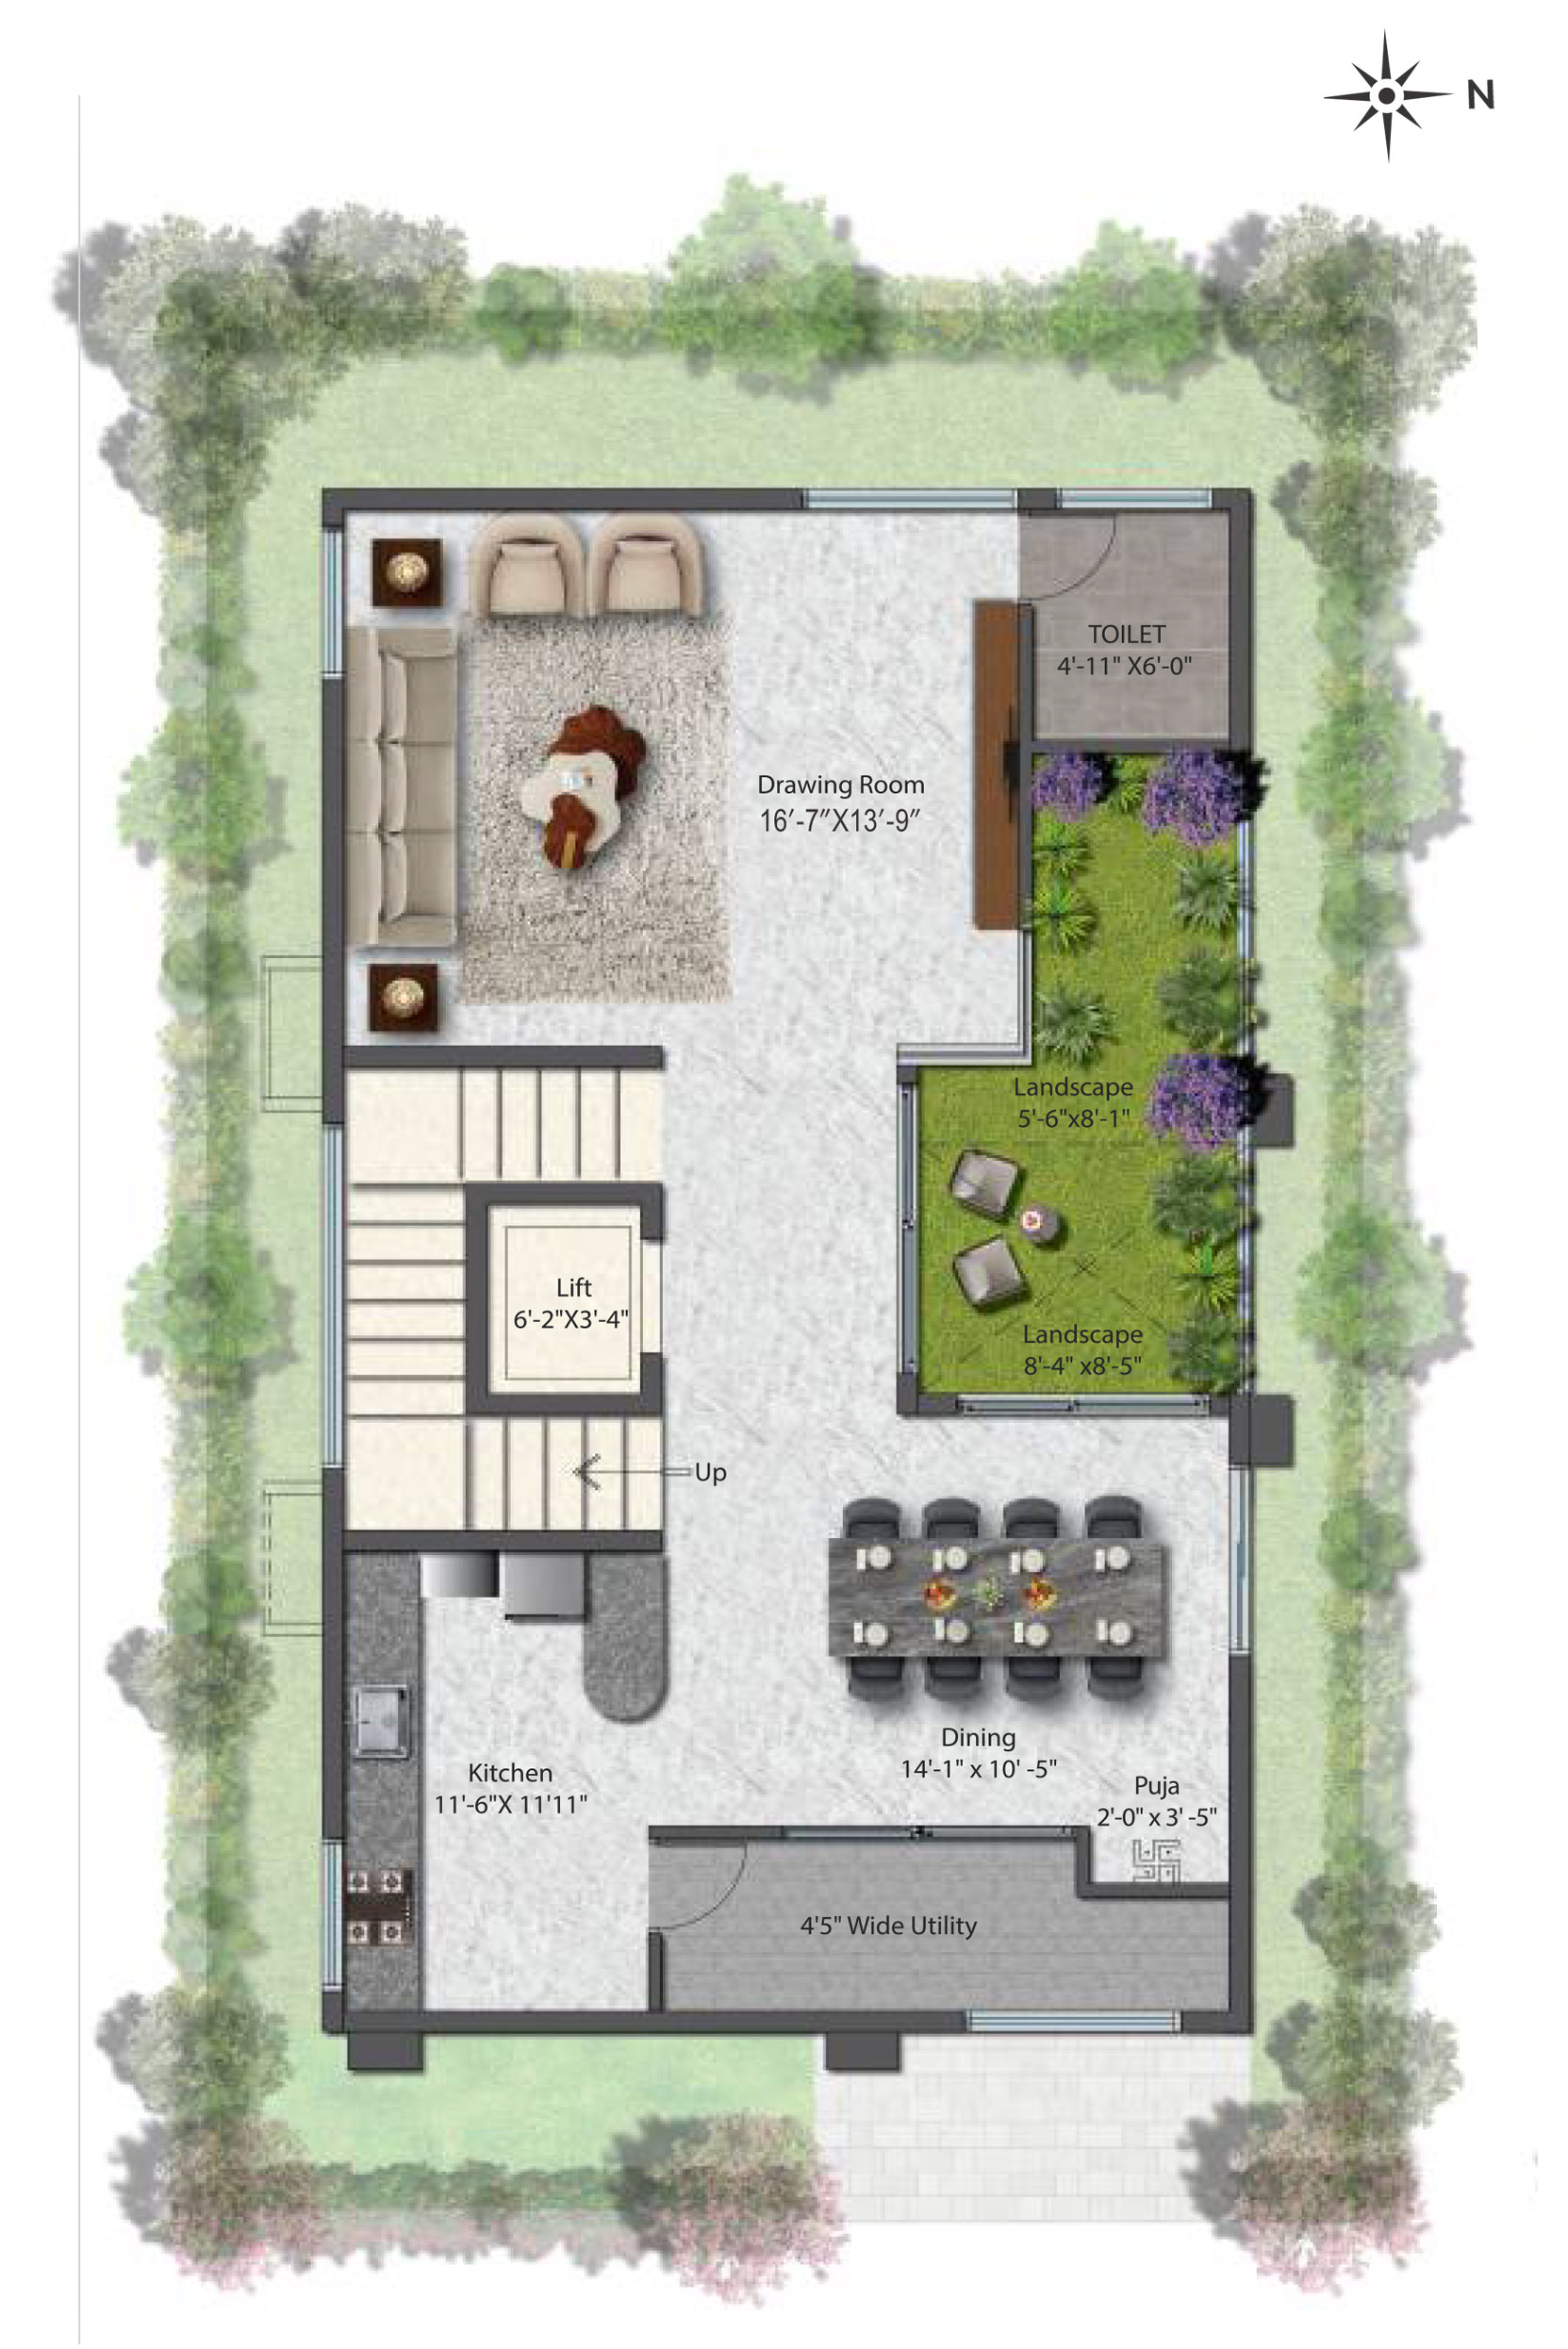 N
TOILET
4'-11" X6'-0"
Drawing Room
16′-7″X13′-9″
Landscape
5'-6"x8'-1"
Lift
6'-2"X3'-4"
Landscape
8'-4" x8'-5"
Up
Dining
14'-1" x 10' -5"
Kitchen
11'-6"X 11'11"
Puja
2'-0" x 3' -5"
4'5" Wide Utility